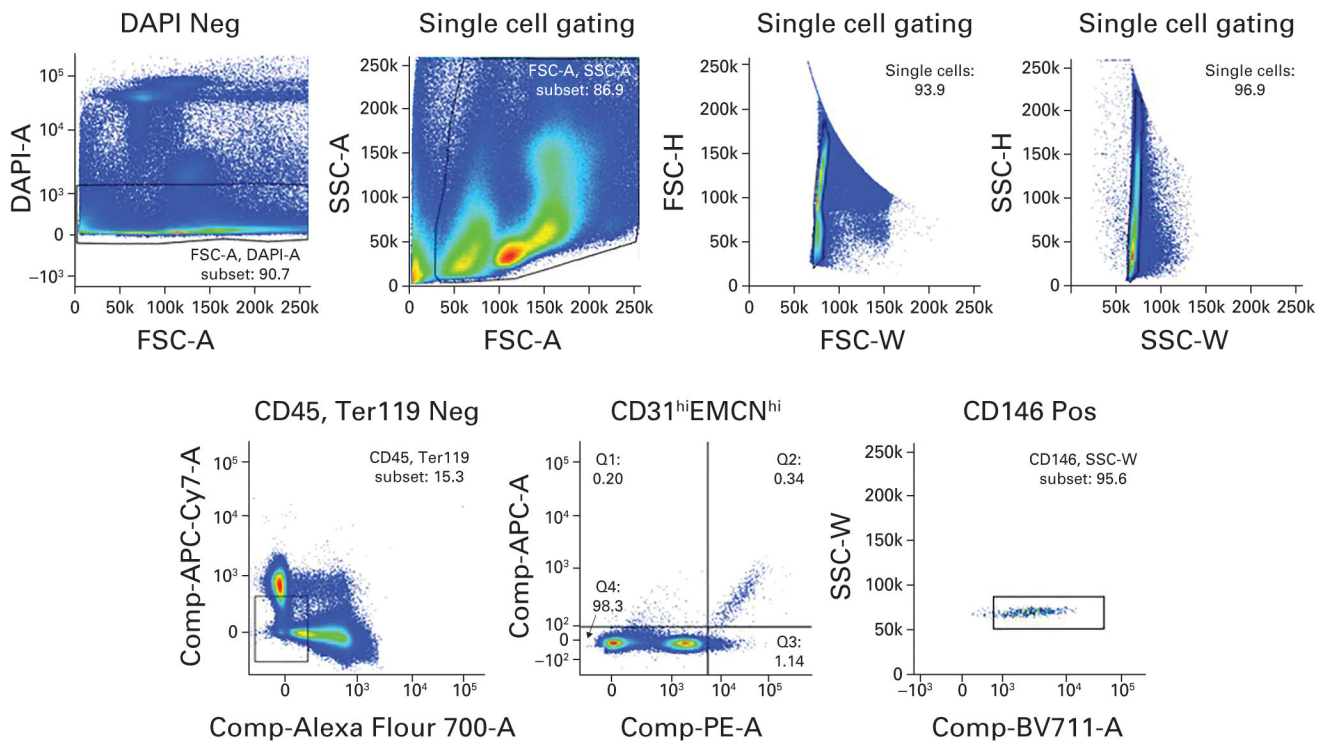 DAPI Neg
Single cell gating
Single cell gating
Single cell gating
DAPI-A
10⁵
10⁴
10³
0
−10³
FSC-A, DAPI-A
subset: 90.7
0 50k 100k 150k 200k 250k
FSC-A
SSC-A
250k
200k
150k
100k
50k
0
FSC-A, SSC-A
subset: 86.9
0 50k 100k 150k 200k 250k
FSC-A
FSC-H
250k
200k
150k
100k
50k
0
Single cells:
93.9
0 50k 100k 150k 200k 250k
FSC-W
SSC-H
250k
200k
150k
100k
50k
0
Single cells:
96.9
0 50k 100k 150k 200k 250k
SSC-W
CD45, Ter119 Neg
CD31ʰⁱEMCNʰⁱ
CD146 Pos
Comp-APC-Cy7-A
10⁵
10⁴
10³
0
CD45, Ter119
subset: 15.3
0 10³ 10⁴ 10⁵
Comp-Alexa Flour 700-A
Comp-APC-A
10⁵
10⁴
10³
10²
0
−10²
Q1:
0.20
Q2:
0.34
Q4:
98.3
Q3:
1.14
0 10³ 10⁴ 10⁵
Comp-PE-A
SSC-W
250k
200k
150k
100k
50k
0
CD146, SSC-W
subset: 95.6
−10³ 0 10³ 10⁴ 10⁵
Comp-BV711-A